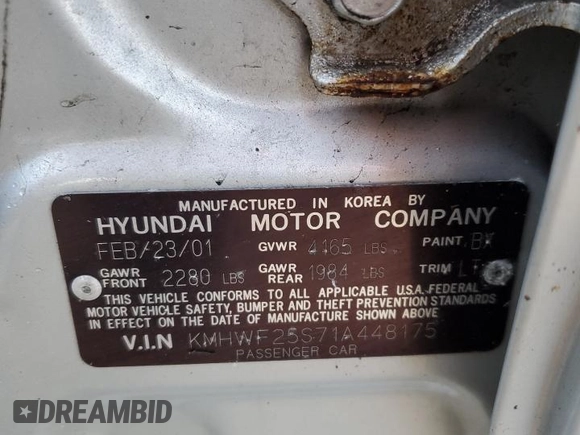 MANUFACTURED IN KOREA BY
HYUNDAI MOTOR COMPANY
FEB/23/01 GVWR 4465 LBS PAINT BY
GAWR FRONT 2280 LBS GAWR REAR 1984 LBS TRIM LT
THIS VEHICLE CONFORMS TO ALL APPLICABLE U.S.A. FEDERAL
MOTOR VEHICLE SAFETY, BUMPER AND THEFT PREVENTION STANDARDS
IN EFFECT ON THE DATE OF MANUFACTURE SHOWN ABOVE
V.I.N KMHWF25S71A448175
PASSENGER CAR
DREAMBID